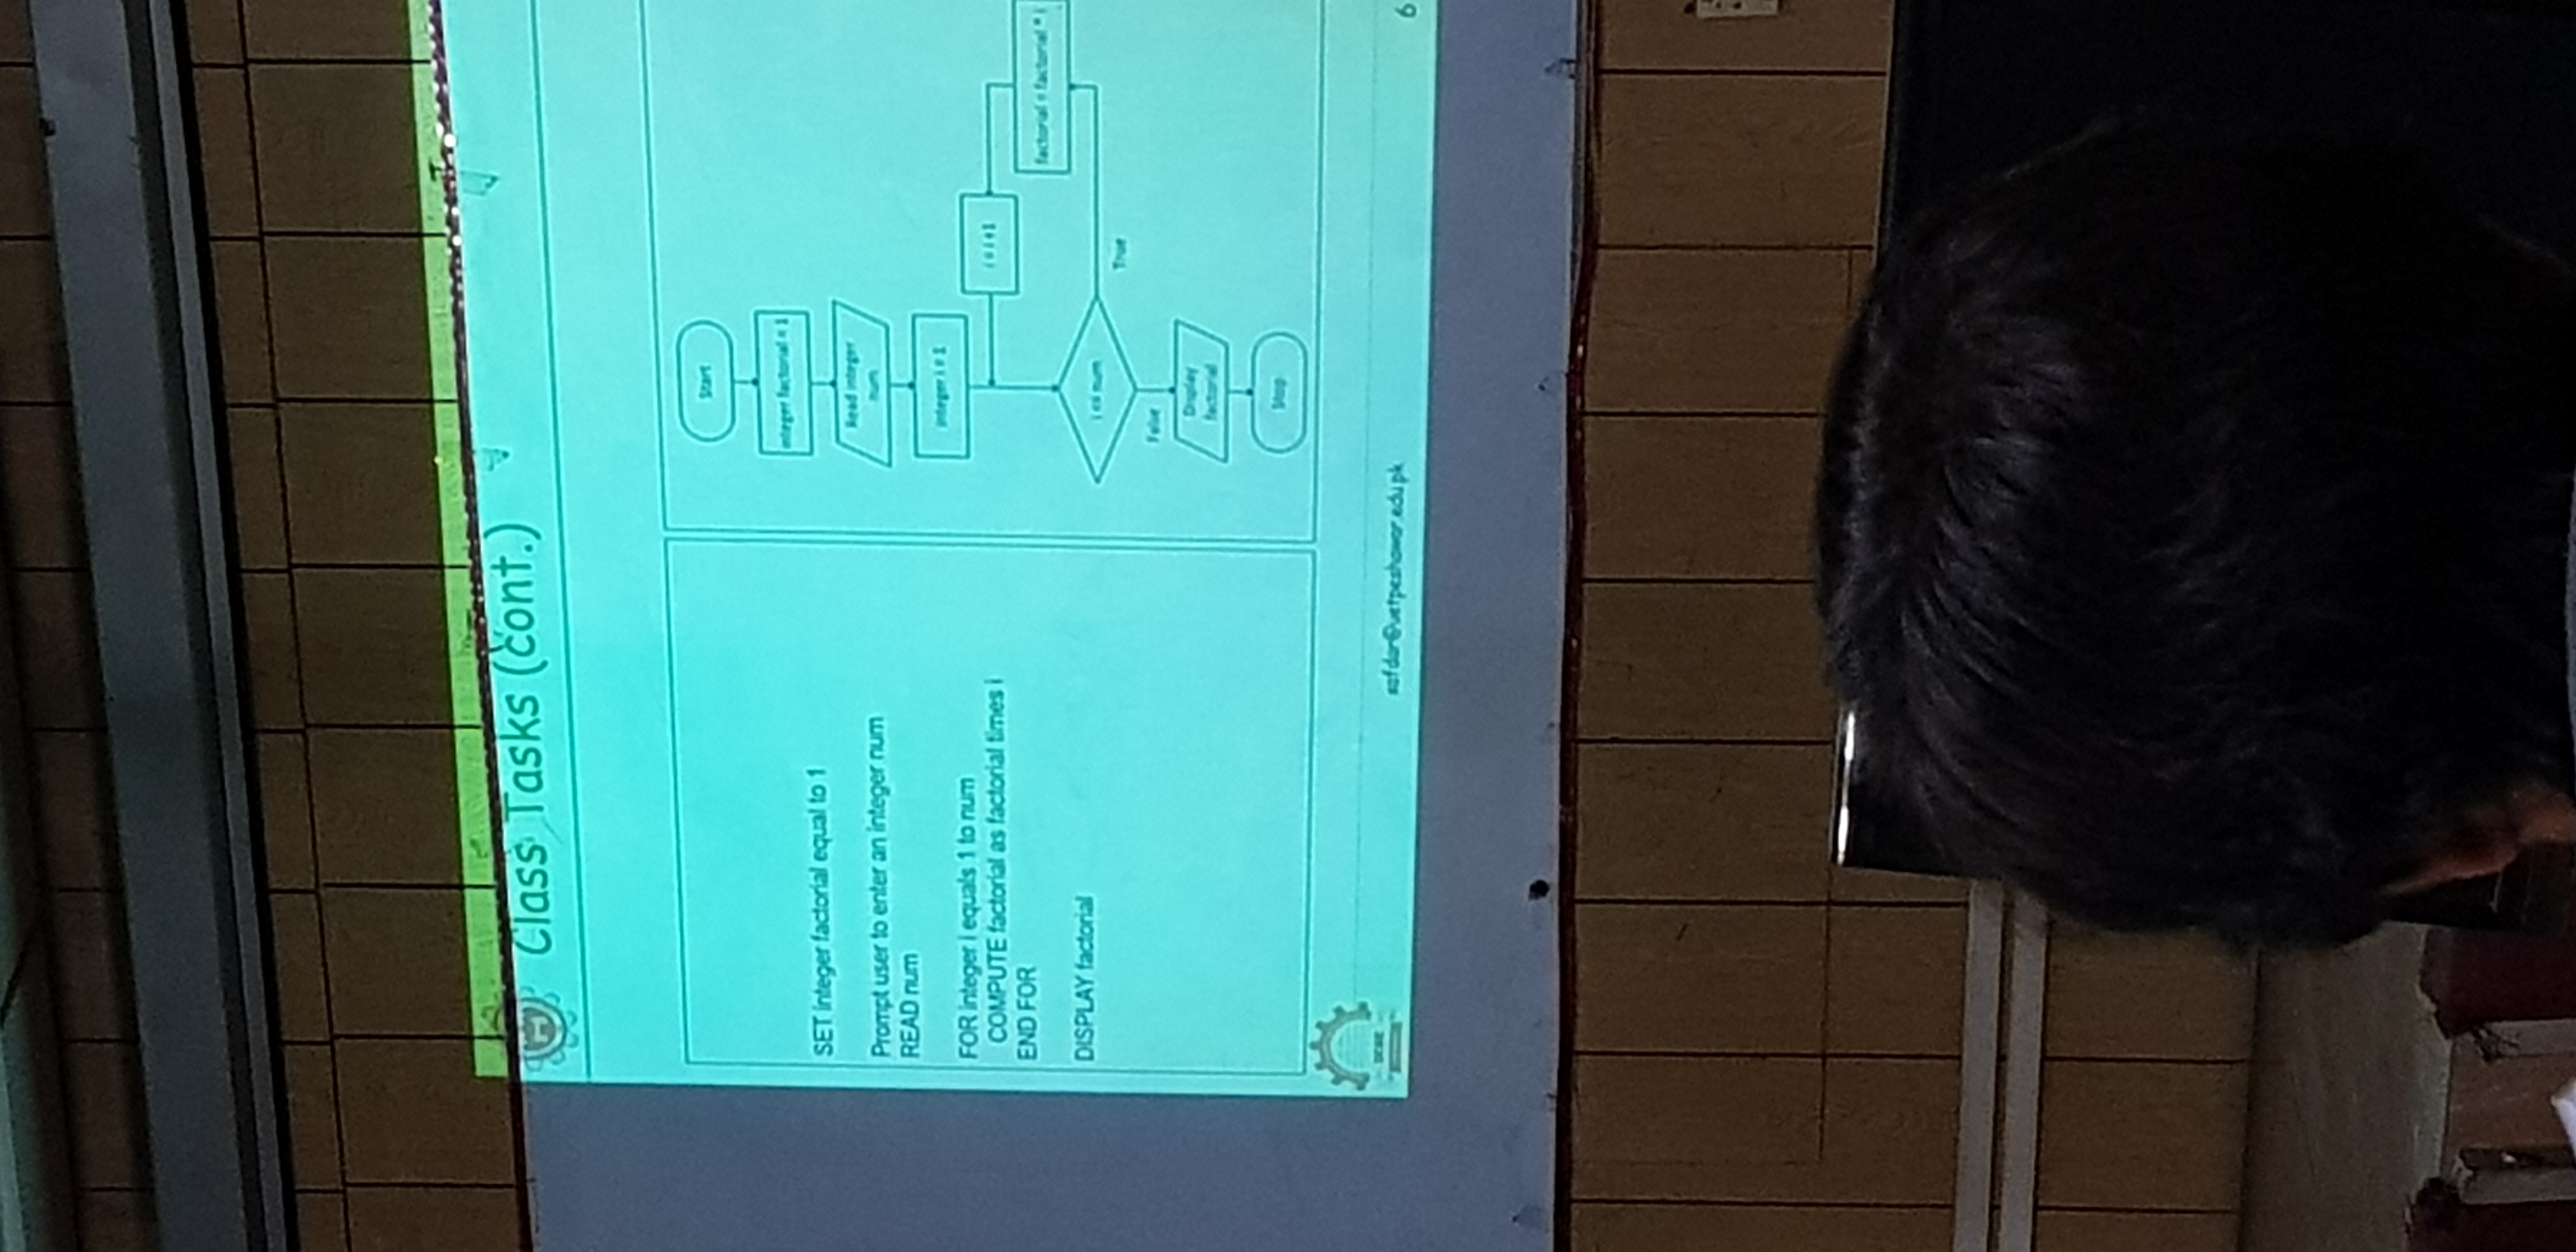 Class Tasks (cont.)
SET integer factorial equal to 1
Prompt user to enter an integer num
READ num
FOR integer i equals 1 to num
COMPUTE factorial as factorial times i
END FOR
DISPLAY factorial
Start
integer factorial = 1
Read integer
num
integer i = 1
i = i+1
factorial = factorial * i
i <= num
True
False
Display
factorial
Stop
safdar@uetpeshawar.edu.pk
6